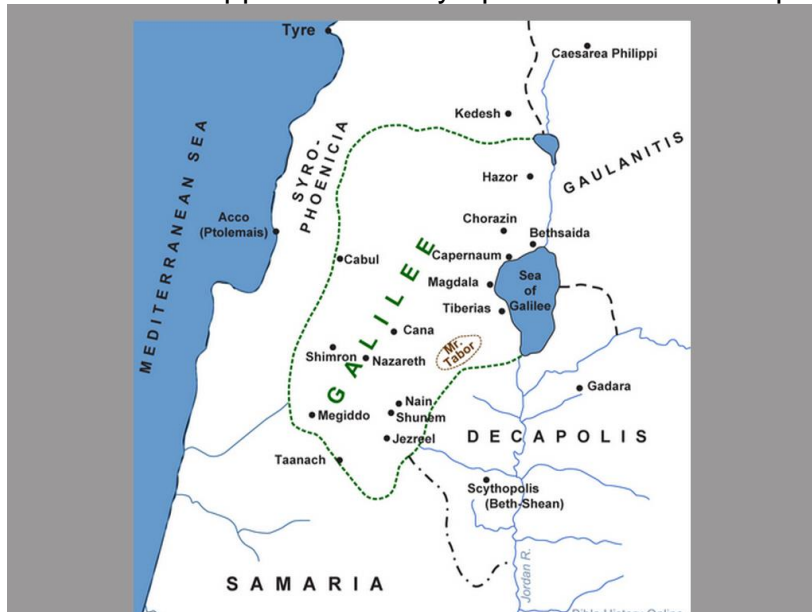 Tyre
Caesarea Philippi
Kedesh
MEDITERRANEAN SEA
SYRO-
PHOENICIA
GAULANITIS
Hazor
Acco
(Ptolemais)
Chorazin
Bethsaida
Cabul
Capernaum
GALILEE
Magdala
Sea
of
Galilee
Tiberias
Cana
Mr.
Tabor
Shimron
Nazareth
Gadara
Nain
Megiddo
Shunem
Jezreel
DECAPOLIS
Taanach
Scythopolis
(Beth-Shean)
Jordan R.
SAMARIA